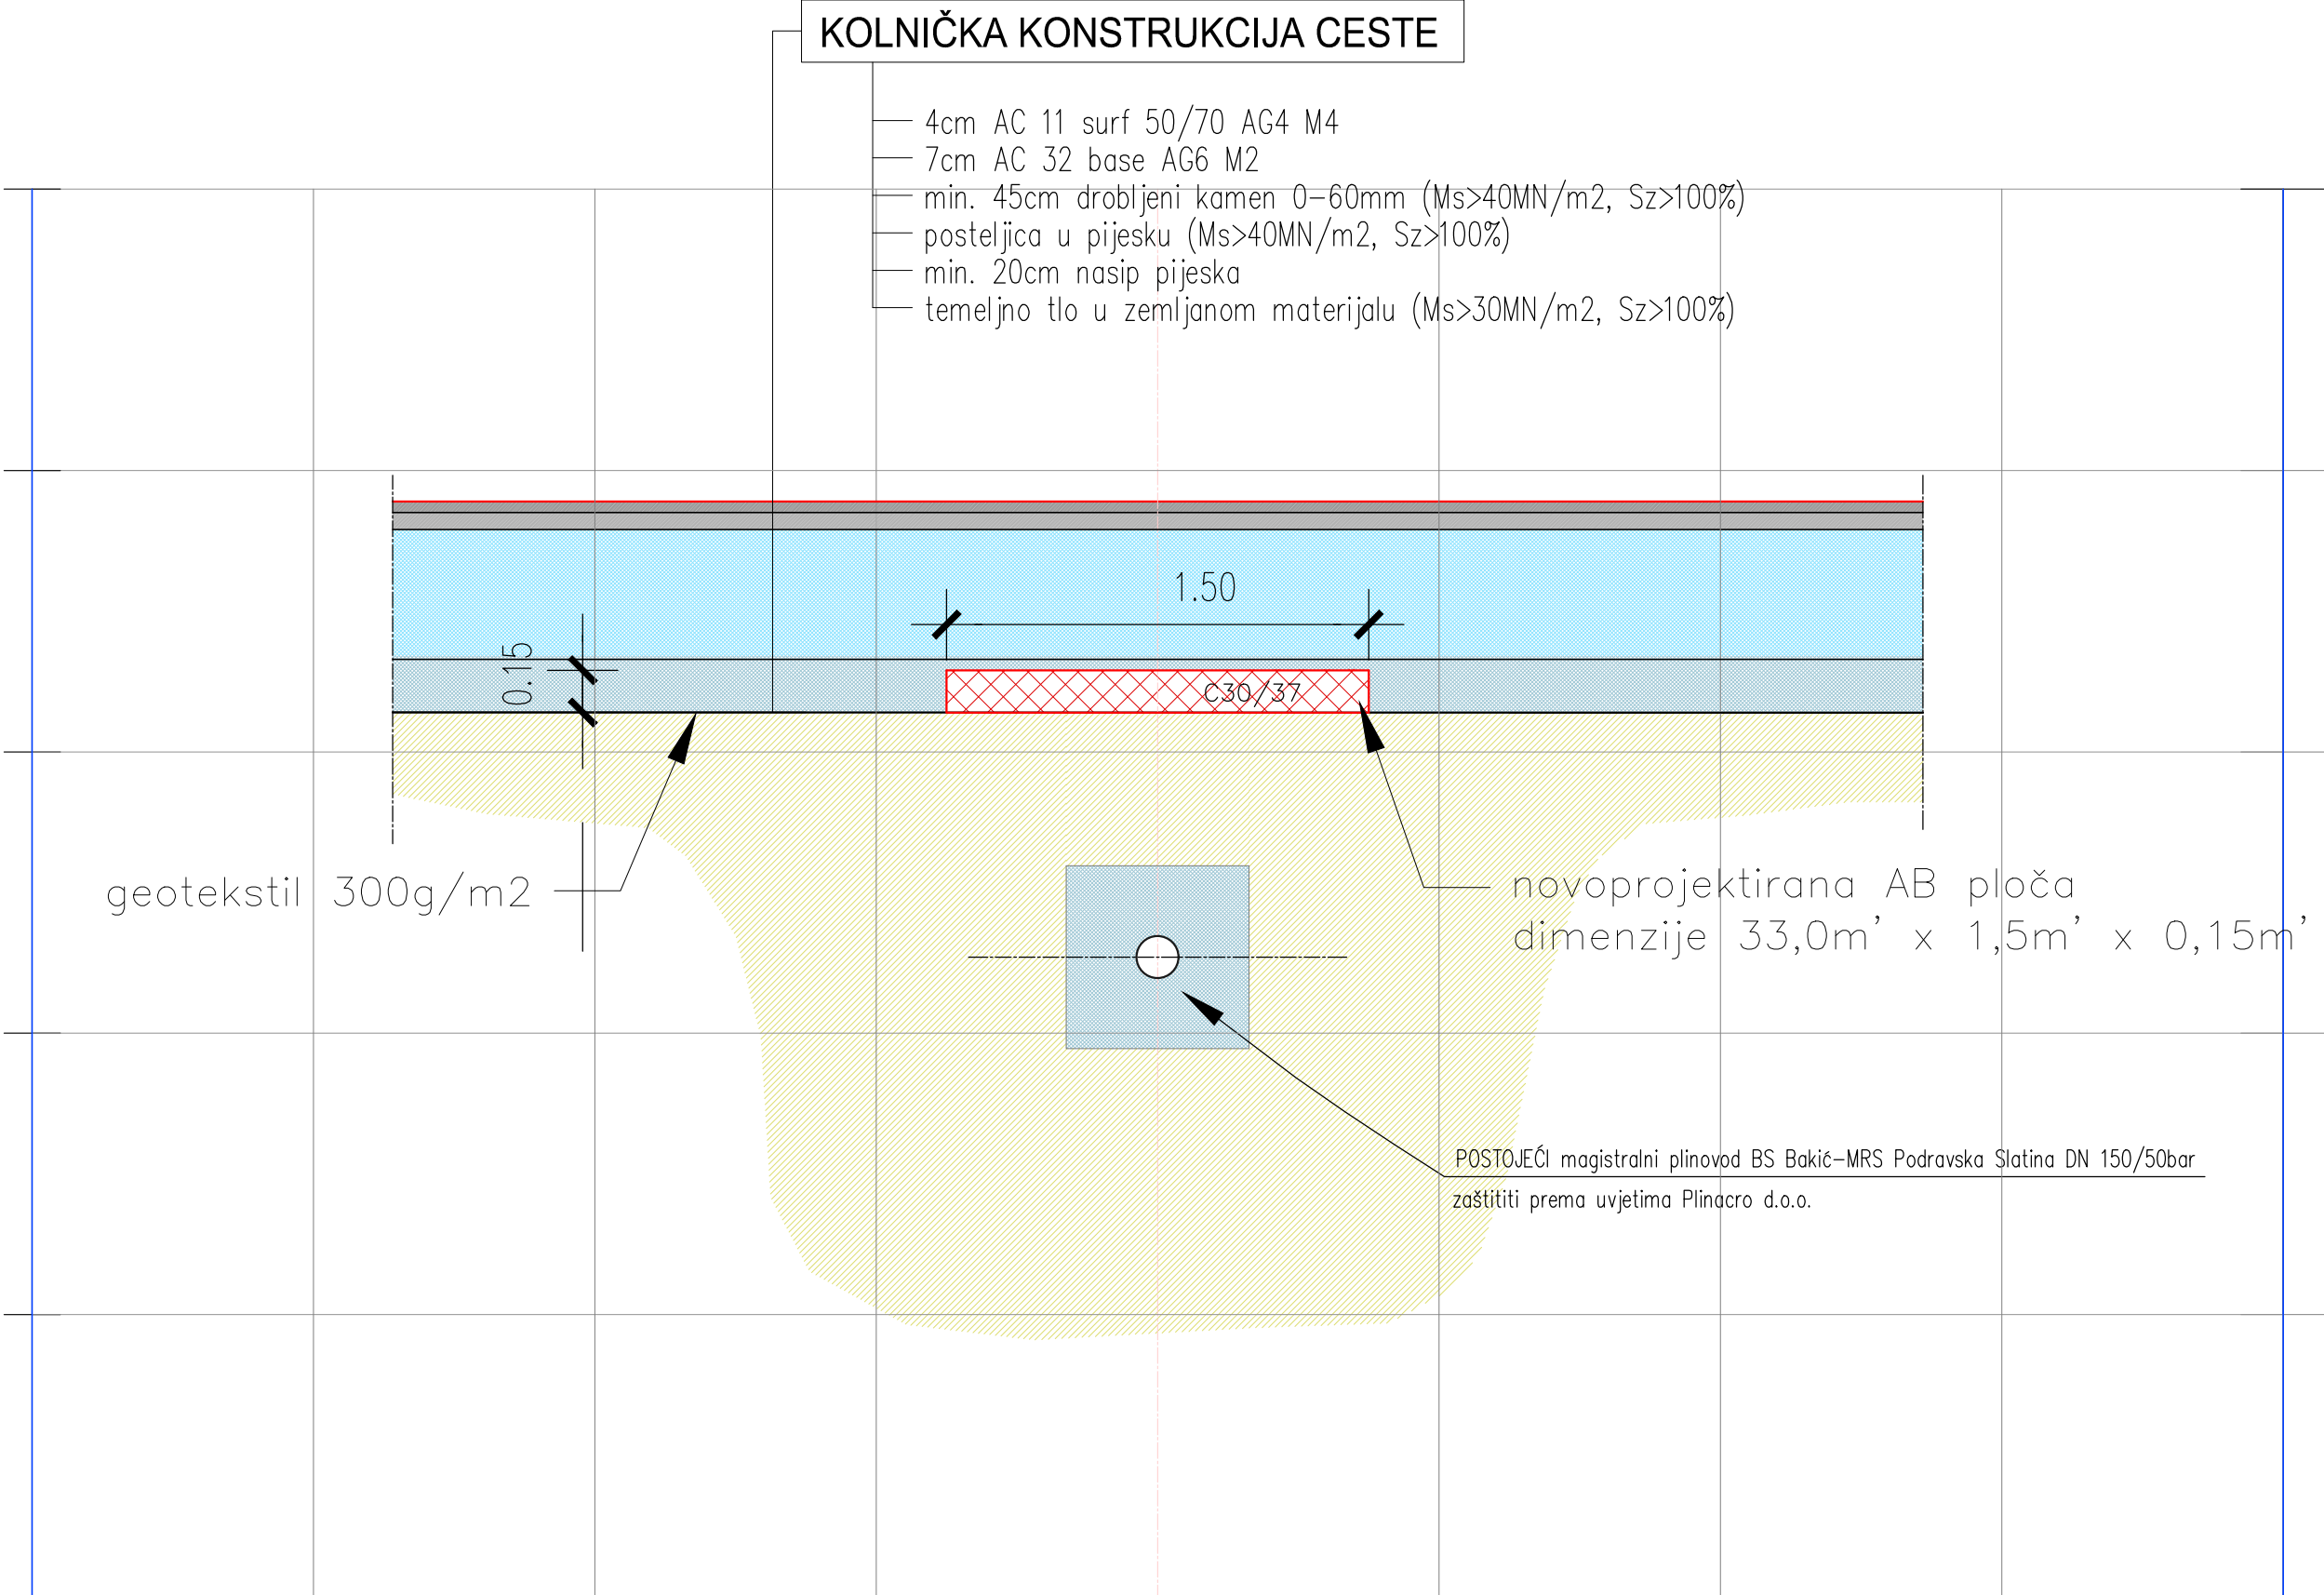 KOLNIČKA KONSTRUKCIJA CESTE
4cm AC 11 surf 50/70 AG4 M4
7cm AC 32 base AG6 M2
min. 45cm drobljeni kamen 0-60mm (Ms>40MN/m2, Sz>100%)
posteljica u pijesku (Ms>40MN/m2, Sz>100%)
min. 20cm nasip pijeska
temeljno tlo u zemljanom materijalu (Ms>30MN/m2, Sz>100%)
1.50
0.15
C30/37
geotekstil 300g/m2
novoprojektirana AB ploča
dimenzije 33,0m' x 1,5m' x 0,15m'
POSTOJEĆI magistralni plinovod BS Bakić-MRS Podravska Slatina DN 150/50bar
zaštititi prema uvjetima Plinacro d.o.o.